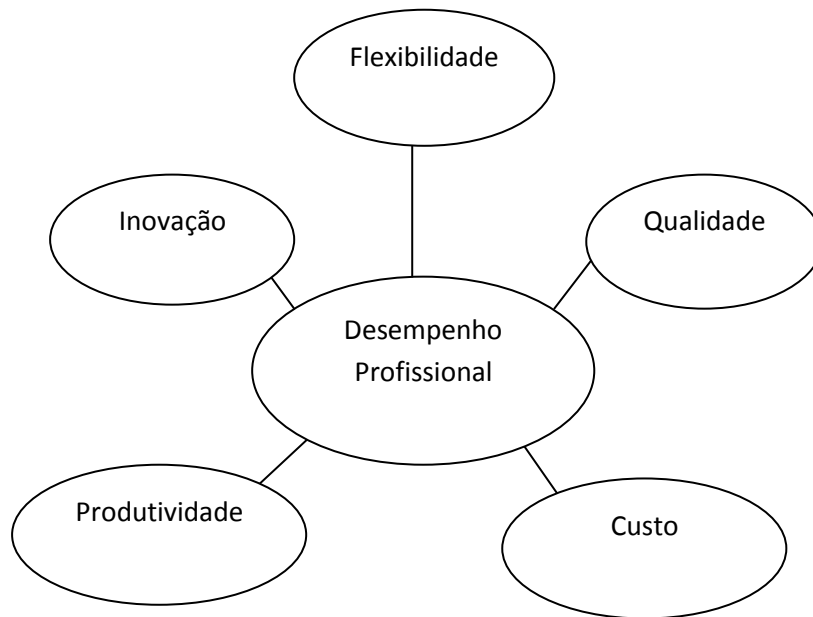 Flexibilidade
Inovação
Qualidade
Desempenho
Profissional
Produtividade
Custo